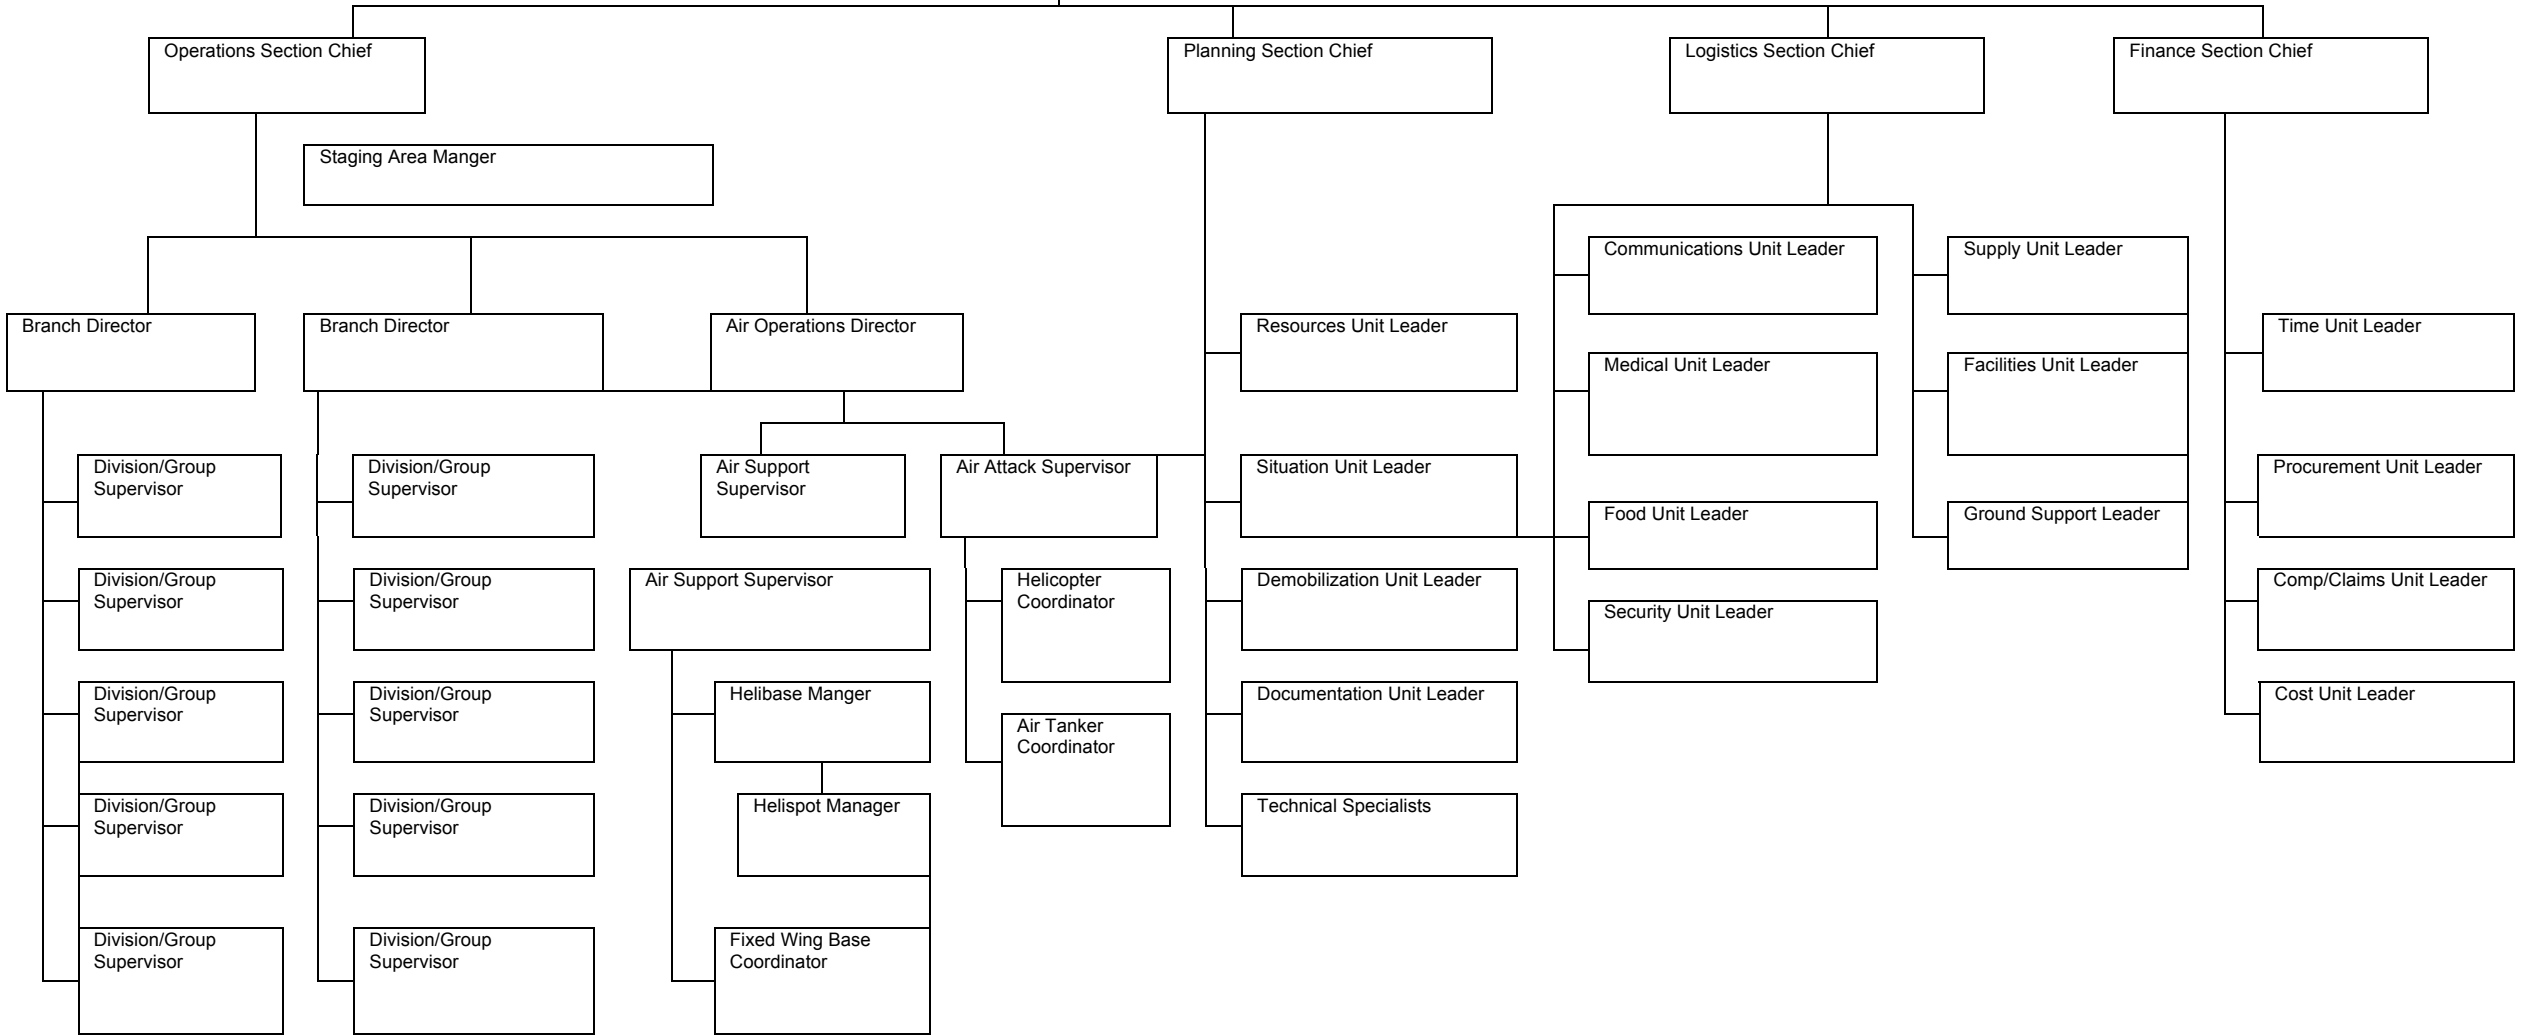 Operations Section Chief
Planning Section Chief
Logistics Section Chief
Finance Section Chief
Staging Area Manger
Communications Unit Leader
Supply Unit Leader
Branch Director
Branch Director
Air Operations Director
Resources Unit Leader
Time Unit Leader
Medical Unit Leader
Facilities Unit Leader
Division/Group
Supervisor
Division/Group
Supervisor
Air Support
Supervisor
Air Attack Supervisor
Situation Unit Leader
Procurement Unit Leader
Food Unit Leader
Ground Support Leader
Division/Group
Supervisor
Division/Group
Supervisor
Air Support Supervisor
Helicopter
Coordinator
Demobilization Unit Leader
Comp/Claims Unit Leader
Security Unit Leader
Division/Group
Supervisor
Division/Group
Supervisor
Helibase Manger
Documentation Unit Leader
Cost Unit Leader
Air Tanker
Coordinator
Division/Group
Supervisor
Division/Group
Supervisor
Helispot Manager
Technical Specialists
Division/Group
Supervisor
Division/Group
Supervisor
Fixed Wing Base
Coordinator